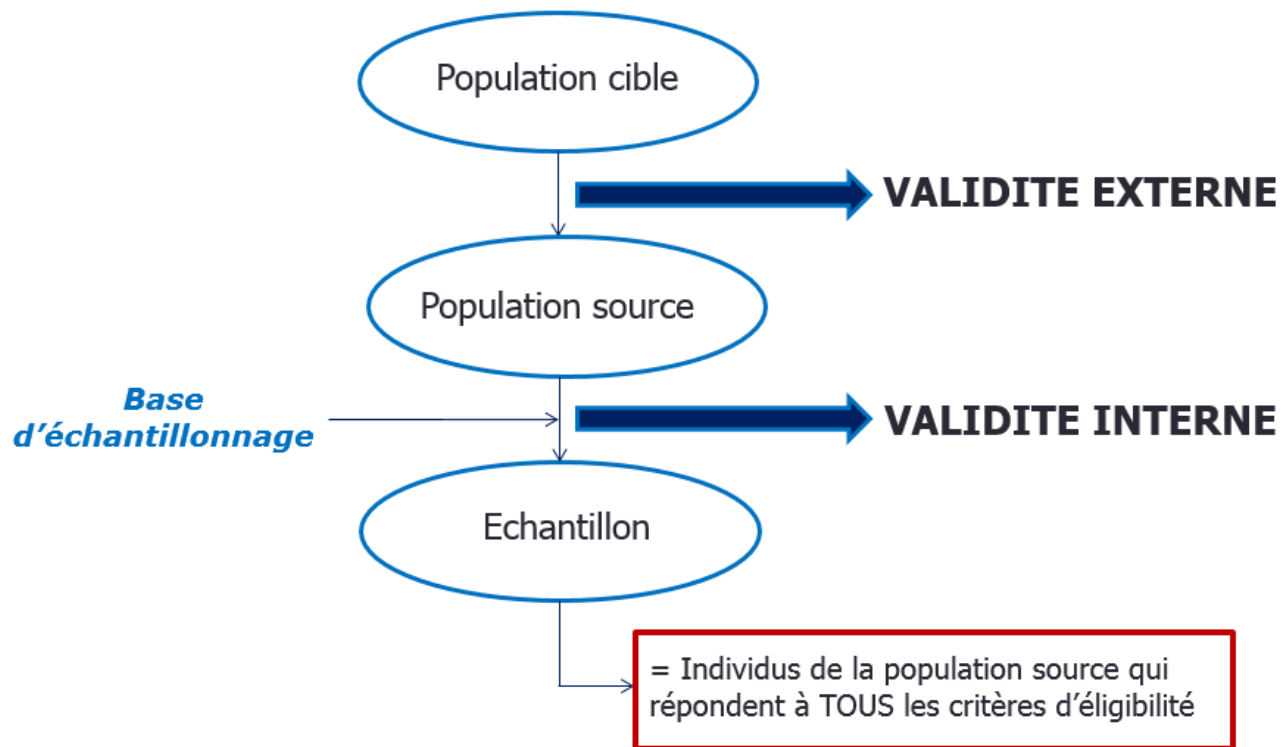 Population cible
VALIDITE EXTERNE
Population source
Base
d'échantillonnage
VALIDITE INTERNE
Echantillon
= Individus de la population source qui
répondent à TOUS les critères d'éligibilité